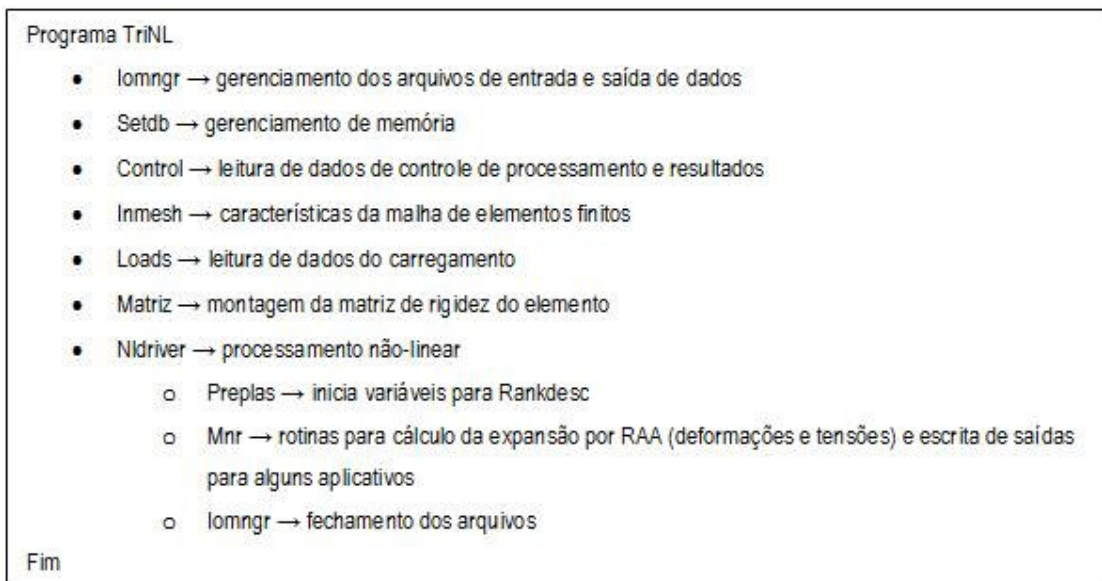 Programa TriNL
• Iomngr → gerenciamento dos arquivos de entrada e saída de dados
• Setdb → gerenciamento de memória
• Control → leitura de dados de controle de processamento e resultados
• Inmesh → características da malha de elementos finitos
• Loads → leitura de dados do carregamento
• Matriz → montagem da matriz de rigidez do elemento
• Nldriver → processamento não-linear
o Preplas → inicia variáveis para Rankdesc
o Mnr → rotinas para cálculo da expansão por RAA (deformações e tensões) e escrita de saídas
para alguns aplicativos
o Iomngr → fechamento dos arquivos
Fim